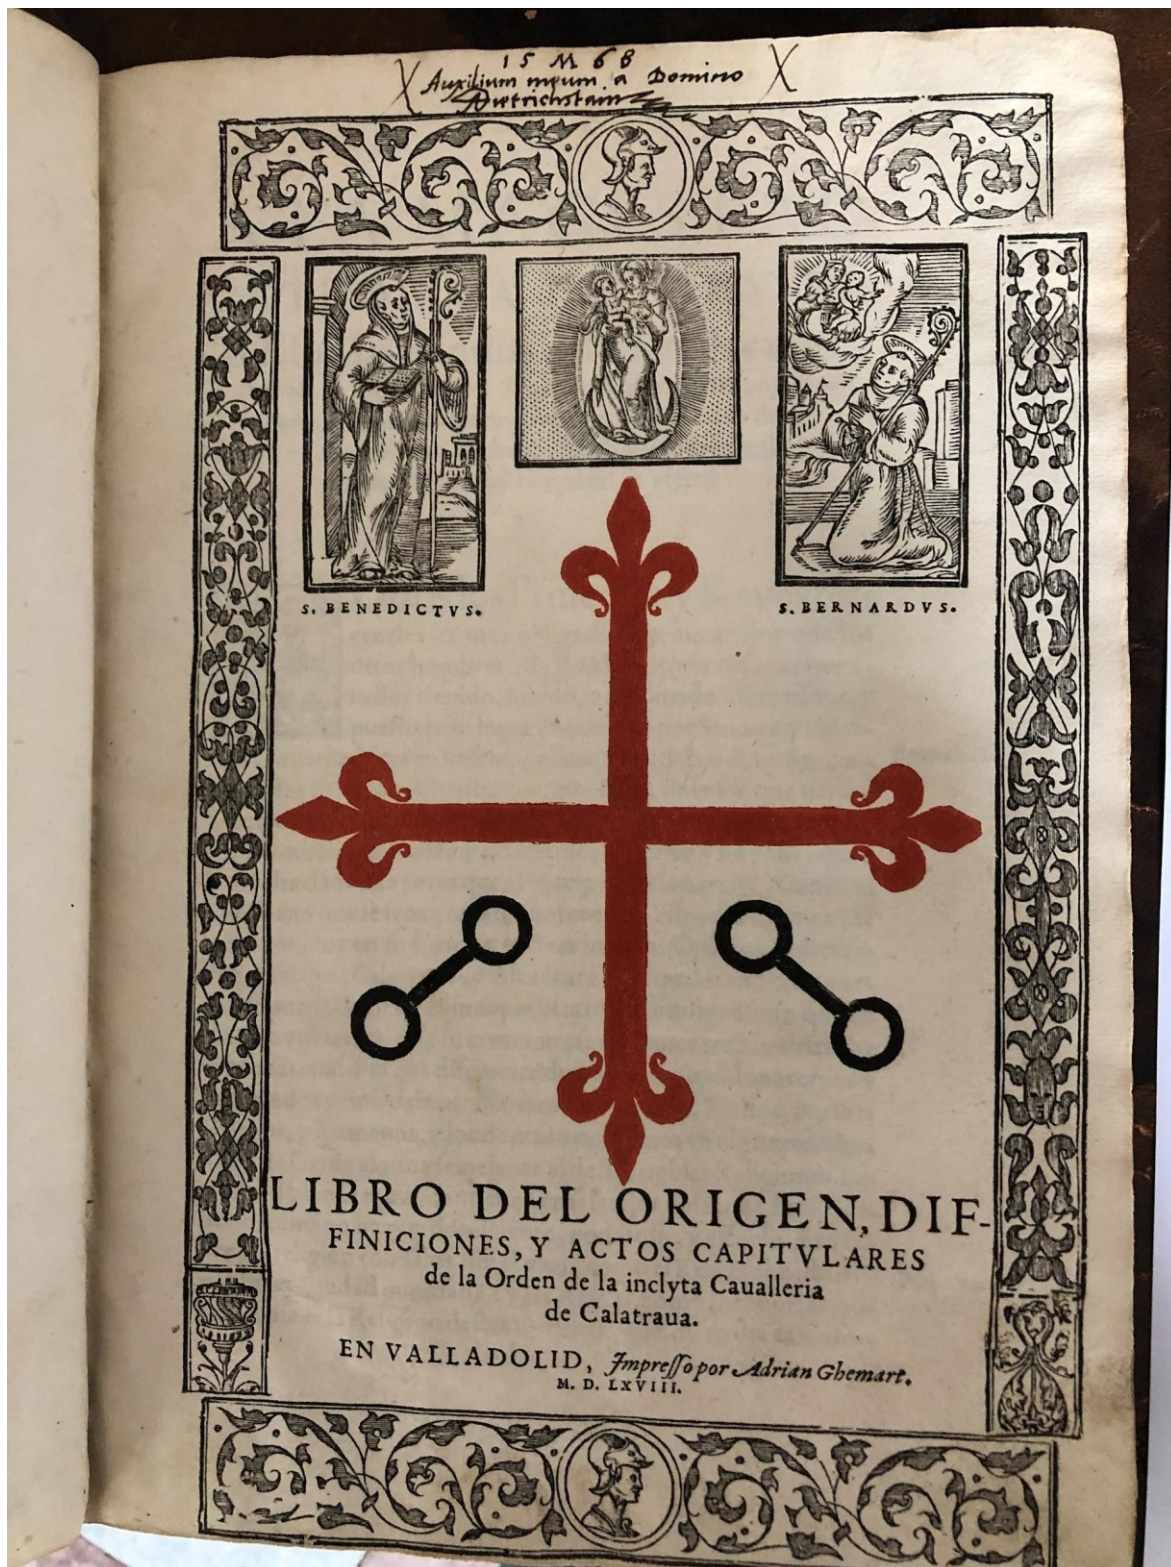 15 M 68
Auxilium meum a Domino
Dietrichstain
S. BENEDICTVS.
S. BERNARDVS.
LIBRO DEL ORIGEN, DIF-
FINICIONES, Y ACTOS CAPITVLARES
de la Orden de la inclyta Caualleria
de Calatraua.
EN VALLADOLID, Impreſſo por Adrian Ghemart.
M. D. LXVIII.